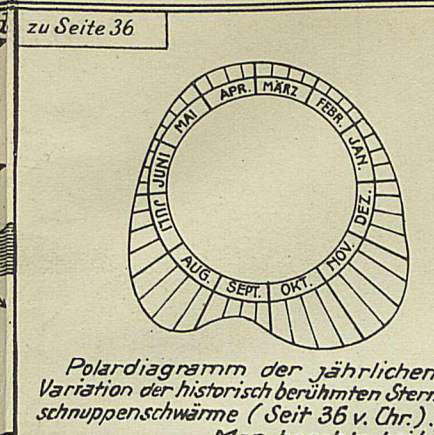 zu Seite 36
APR.
MÄRZ
FEBR.
JAN.
DEZ.
NOV.
OKT.
SEPT.
AUG.
JULI
JUNI
MAI
Polardiagramm der jährlichen
Variation der historisch berühmten Stern
schnuppenschwärme (Seit 36 v. Chr.).